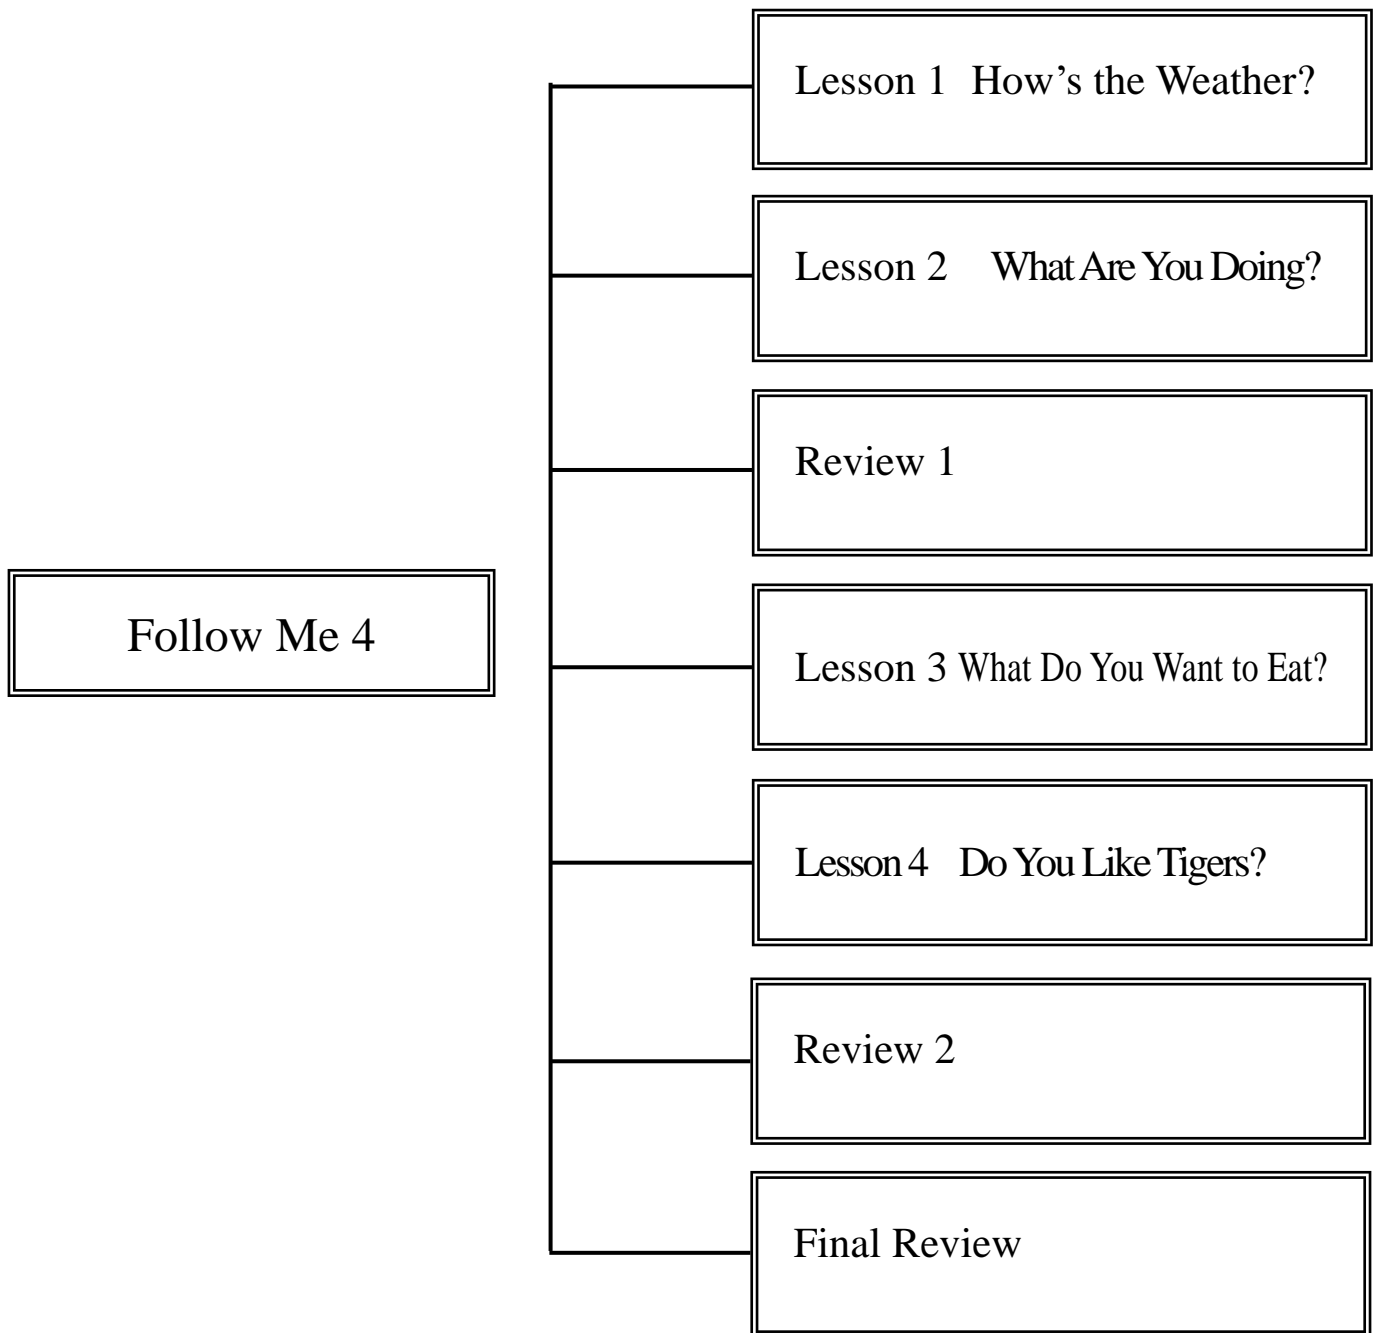 Lesson 1 How’s the Weather?
Lesson 2 What Are You Doing?
Review 1
Follow Me 4
Lesson 3 What Do You Want to Eat?
Lesson 4 Do You Like Tigers?
Review 2
Final Review